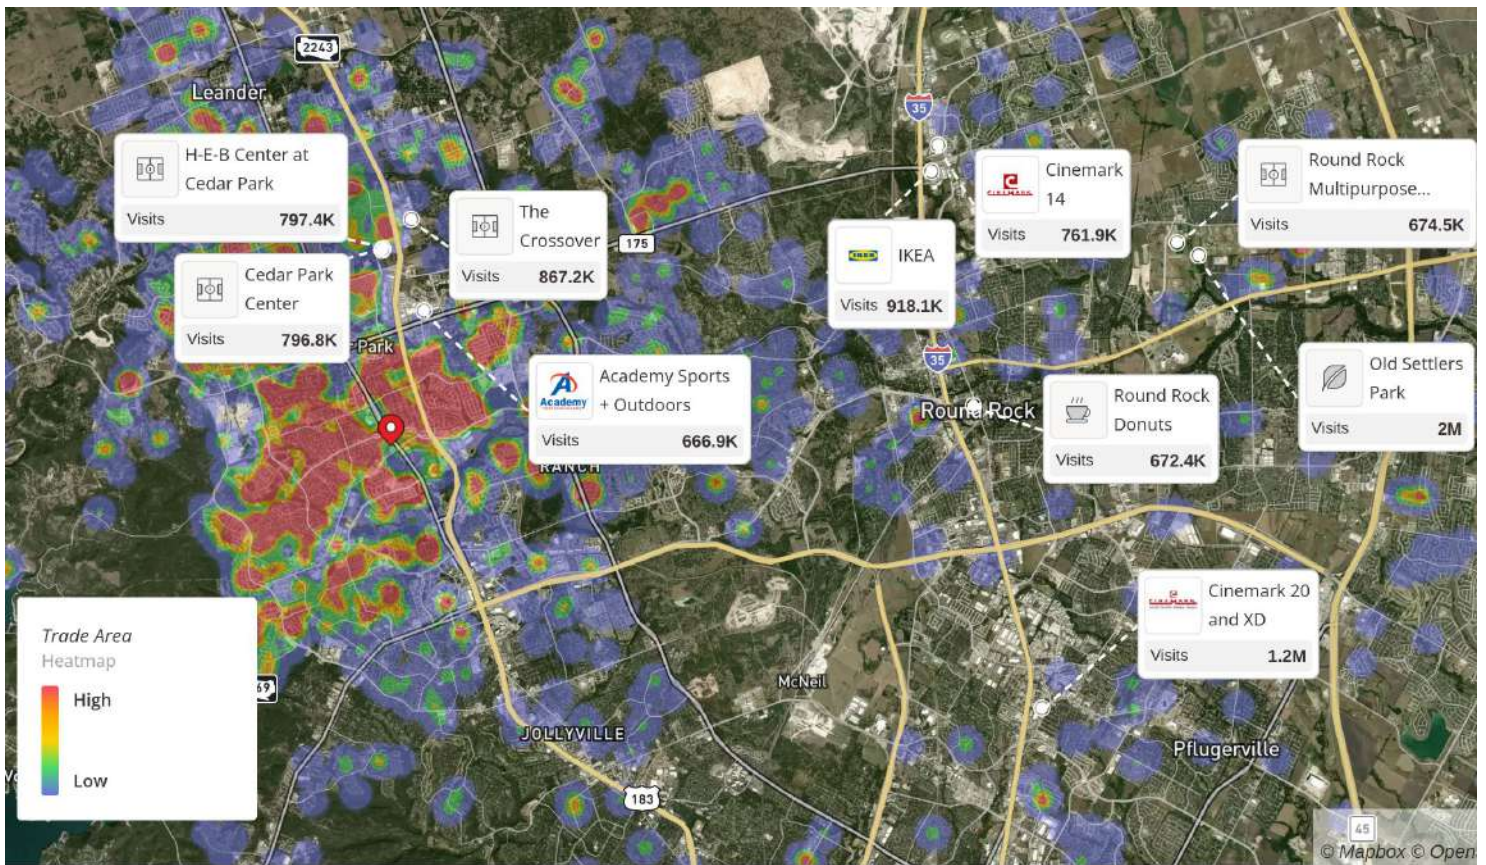 2243
Leander
H-E-B Center at
Cedar Park
Visits 797.4K
The
Crossover
Visits 867.2K
Cedar Park
Center
Visits 796.8K
Park
175
35
Cinemark
14
Visits 761.9K
CINEMARK
IKEA
IKEA
Visits 918.1K
Round Rock
Multipurpose...
Visits 674.5K
35
Academy
Academy Sports
+ Outdoors
Visits 666.9K
RANCH
Round Rock
Round Rock
Donuts
Visits 672.4K
Old Settlers
Park
Visits 2M
CINEMARK
Cinemark 20
and XD
Visits 1.2M
Trade Area
Heatmap
High
Low
69
McNeil
JOLLYVILLE
Pflugerville
183
45
© Mapbox © Open